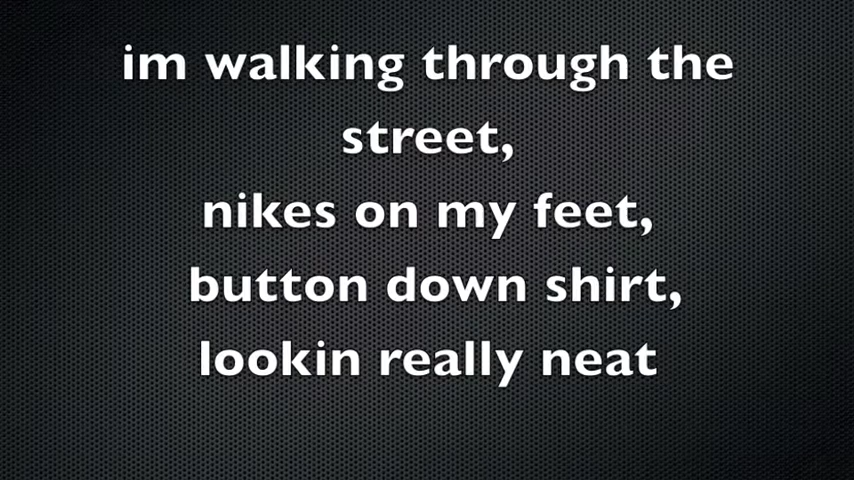 im walking through the
street,
nikes on my feet,
button down shirt,
lookin really neat